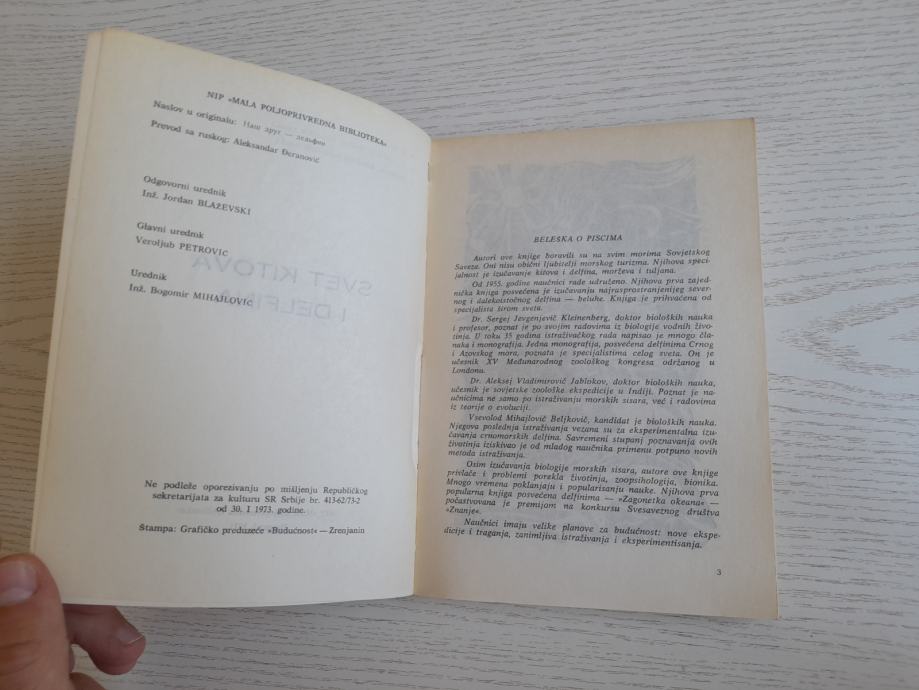 NIP »MALA POLJOPRIVREDNA BIBLIOTEKA«
Naslov u originalu: Наш друг — дельфин
Prevod sa ruskog: Aleksandar Đeranović
Odgovorni urednik
Inž. Jordan BLAŽEVSKI
Glavni urednik
Veroljub PETROVIĆ
Urednik
Inž. Bogomir MIHAJLOVIĆ
SVET KITOVA
I DELFINA
Ne podleže oporezivanju po mišljenju Republičkog
sekretarijata za kulturu SR Srbije br. 413-62/73-2
od 30. I 1973. godine.
Štampa: Grafičko preduzeće »Budućnost« — Zrenjanin
BELEŠKA O PISCIMA
Autori ove knjige boravili su na svim morima Sovjetskog
Saveza. Oni nisu obični ljubitelji morskog turizma. Njihova speci-
jalnost je izučavanje kitova i delfina, morževa i tuljana.
Od 1955. godine naučnici rade udruženo. Njihova prva zajed-
nička knjiga posvećena je izučavanju najrasprostranjenijeg sever-
nog i dalekoistočnog delfina — beluhe. Knjiga je prihvaćena od
specijalista širom sveta.
Dr. Sergej Jevgenjevič Kleinenberg, doktor bioloških nauka
i profesor, poznat je po svojim radovima iz biologije vodnih živo-
tinja. U toku 35 godina istraživačkog rada napisao je mnogo čla-
naka i monografija. Jedna monografija, posvećena delfinima Crnog
i Azovskog mora, poznata je specijalistima celog sveta. On je
učesnik XV Međunarodnog zoološkog kongresa održanog u
Londonu.
Dr. Aleksej Vladimirovič Jablokov, doktor bioloških nauka,
učesnik je sovjetske zoološke ekspedicije u Indiji. Poznat je na-
učnicima ne samo po istraživanju morskih sisara, već i radovima
iz teorije o evoluciji.
Vsevolod Mihajlovič Beljkovič, kandidat je bioloških nauka.
Njegova poslednja istraživanja vezana su za eksperimentalna izu-
čavanja crnomorskih delfina. Savremeni stupanj poznavanja ovih
životinja iziskivao je od mladog naučnika primenu potpuno novih
metoda istraživanja.
Osim izučavanja biologije morskih sisara, autore ove knjige
privlače i problemi porekla životinja, zoopsihologija, bionika.
Mnogo vremena poklanjaju i popularisanju nauke. Njihova prva
popularna knjiga posvećena delfinima — »Zagonetka okeana« —
počastvovana je premijom na konkursu Svesaveznog društva
»Znanje«.
Naučnici imaju velike planove za budućnost: nove ekspe-
dicije i traganja, zanimljiva istraživanja i eksperimentisanja.
3